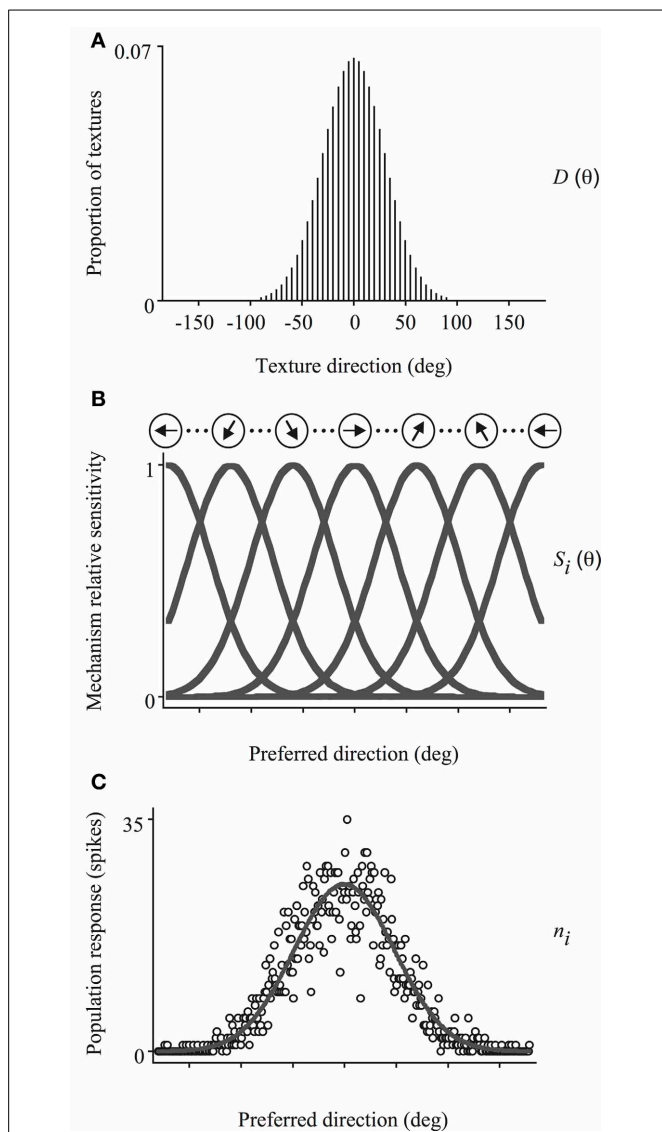 A
0.07
Proportion of textures
D (θ)
0
-150 -100 -50 0 50 100 150
Texture direction (deg)
B
1
Mechanism relative sensitivity
S_i (θ)
0
Preferred direction (deg)
C
35
Population response (spikes)
n_i
0
Preferred direction (deg)